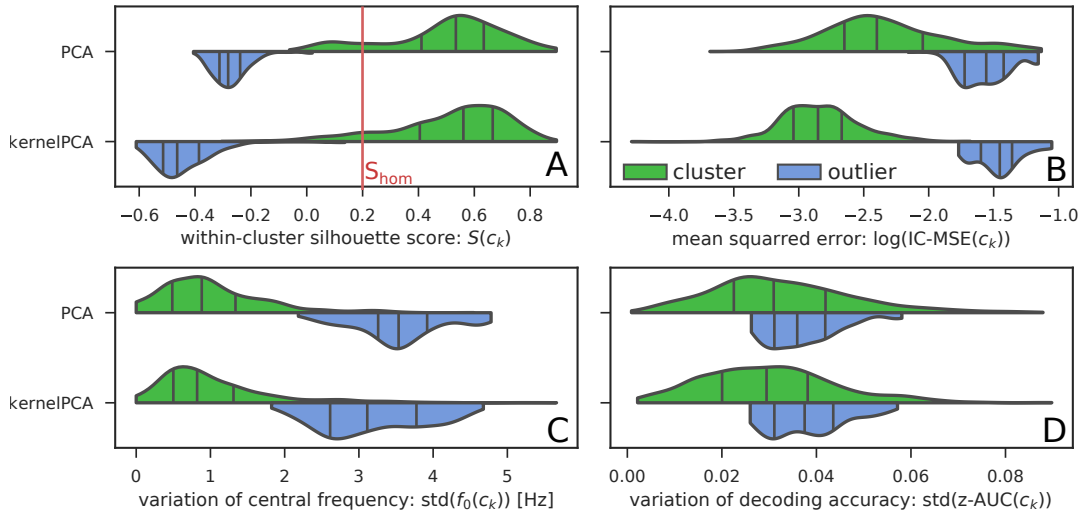 PCA
kernelPCA
S_hom
A
−0.6 −0.4 −0.2 0.0 0.2 0.4 0.6 0.8
within-cluster silhouette score: S(c_k)
cluster outlier
B
−4.0 −3.5 −3.0 −2.5 −2.0 −1.5 −1.0
mean squarred error: log(IC-MSE(c_k))
PCA
kernelPCA
C
0 1 2 3 4 5
variation of central frequency: std(f_0(c_k)) [Hz]
D
0.00 0.02 0.04 0.06 0.08
variation of decoding accuracy: std(z-AUC(c_k))